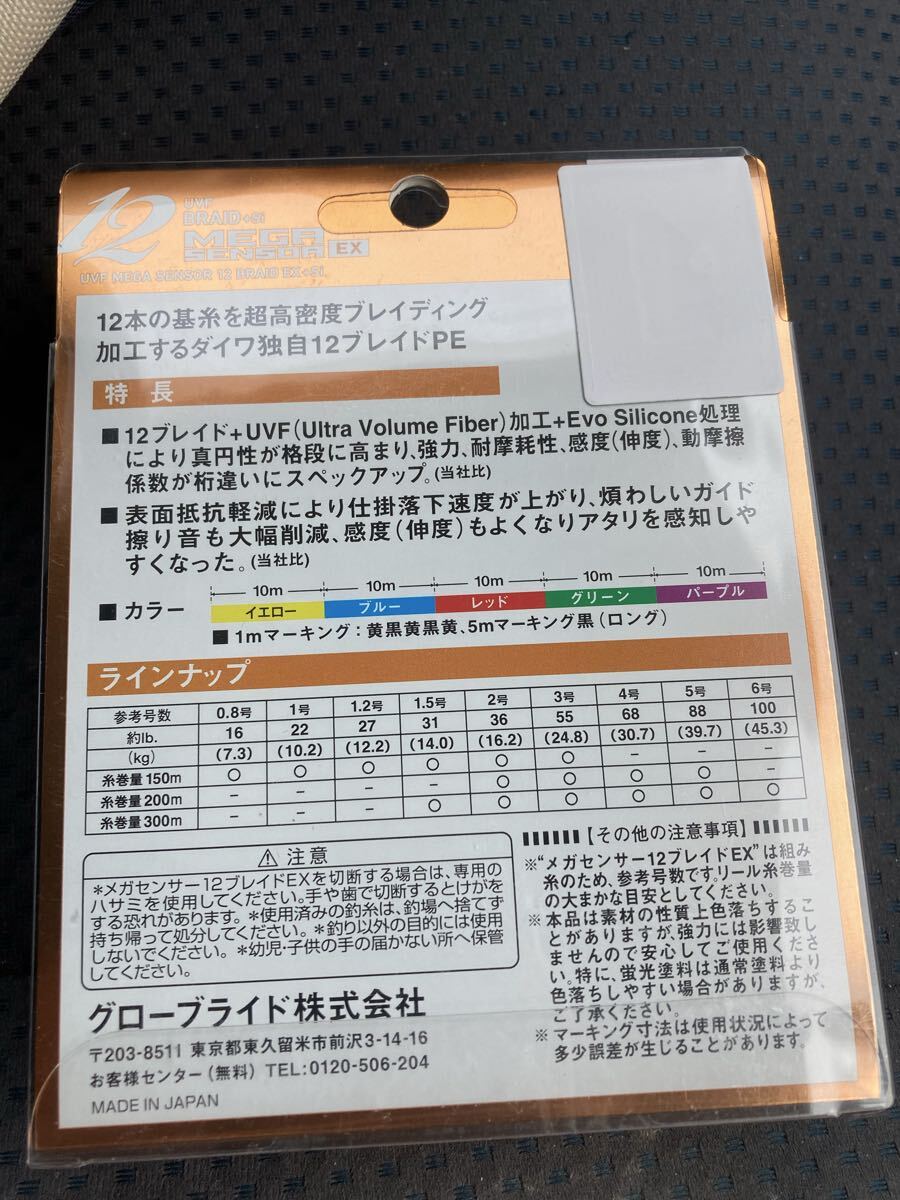 12 UVF
BRAID+Si
MEGA
SENSOR EX
UVF MEGA SENSOR 12 BRAID EX+Si
12本の基糸を超高密度ブレイディング
加工するダイワ独自12ブレイドPE
特 長
■12ブレイド+UVF(Ultra Volume Fiber)加工+Evo Silicone処理
により真円性が格段に高まり、強力、耐摩耗性、感度(伸度)、動摩擦
係数が桁違いにスペックアップ。(当社比)
■表面抵抗軽減により仕掛落下速度が上がり、煩わしいガイド
擦り音も大幅削減、感度(伸度)もよくなりアタリを感知しや
すくなった。(当社比)
10m 10m 10m 10m 10m
■カラー イエロー ブルー レッド グリーン パープル
■1mマーキング:黄黒黄黒黄、5mマーキング黒(ロング)
ラインナップ
参考号数 0.8号 1号 1.2号 1.5号 2号 3号 4号 5号 6号
約lb. 16 22 27 31 36 55 68 88 100
(kg) (7.3) (10.2) (12.2) (14.0) (16.2) (24.8) (30.7) (39.7) (45.3)
糸巻量150m ○ ○ ○ ○ ○ ○ − − −
糸巻量200m − − − − ○ ○ ○ ○ −
糸巻量300m − − − ○ ○ ○ ○ ○ ○
⚠ 注意
*メガセンサー12ブレイドEXを切断する場合は、専用の
ハサミを使用してください。手や歯で切断するとけがを
する恐れがあります。*使用済みの釣糸は、釣場へ捨てず
持ち帰って処分してください。*釣り以外の目的には使用
しないでください。*幼児・子供の手の届かない所へ保管
してください。
【その他の注意事項】
※“メガセンサー12ブレイドEX”は組み
糸のため、参考号数です。リール糸巻量
の大まかな目安としてください。
※本品は素材の性質上色落ちするこ
とがありますが、強力には影響致し
ませんので安心してご使用くださ
い。特に、蛍光塗料は通常塗料より
色落ちしやすい場合がありますが、
ご了承ください。
※マーキング寸法は使用状況によって
多少誤差が生じることがあります。
グローブライド株式会社
〒203-8511 東京都東久留米市前沢3-14-16
お客様センター(無料) TEL:0120-506-204
MADE IN JAPAN